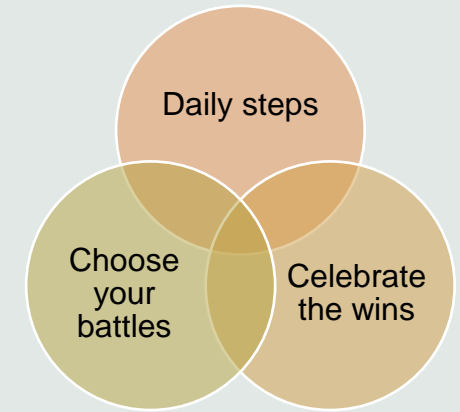 Daily steps
Choose
your
battles
Celebrate
the wins